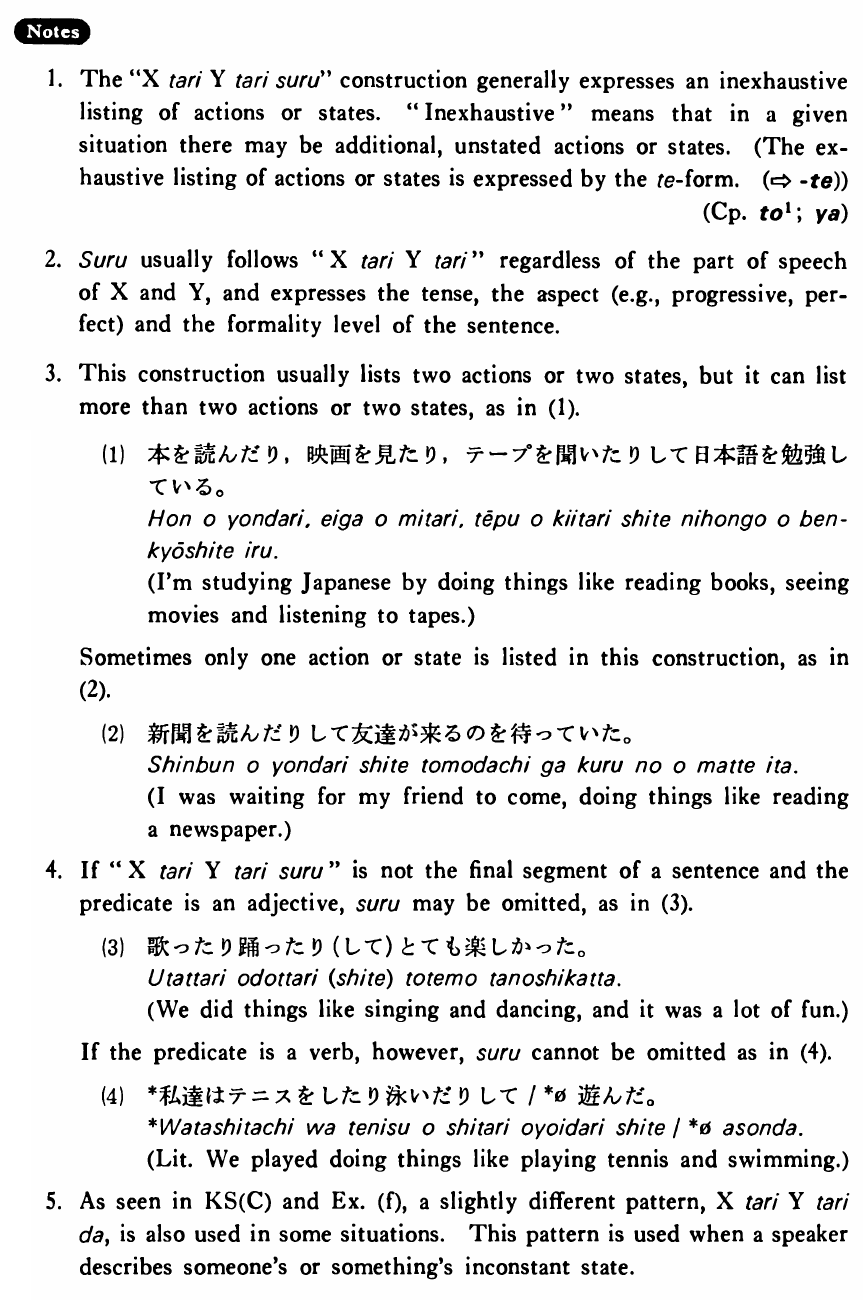 Notes
1. The "X tari Y tari suru" construction generally expresses an inexhaustive
listing of actions or states. "Inexhaustive" means that in a given
situation there may be additional, unstated actions or states. (The ex-
haustive listing of actions or states is expressed by the te-form. (⇨ -te))
(Cp. to¹; ya)
2. Suru usually follows "X tari Y tari" regardless of the part of speech
of X and Y, and expresses the tense, the aspect (e.g., progressive, per-
fect) and the formality level of the sentence.
3. This construction usually lists two actions or two states, but it can list
more than two actions or two states, as in (1).
(1) 本を読んだり，映画を見たり，テープを聞いたりして日本語を勉強し
ている。
Hon o yondari, eiga o mitari, tēpu o kiitari shite nihongo o ben-
kyōshite iru.
(I'm studying Japanese by doing things like reading books, seeing
movies and listening to tapes.)
Sometimes only one action or state is listed in this construction, as in
(2).
(2) 新聞を読んだりして友達が来るのを待っていた。
Shinbun o yondari shite tomodachi ga kuru no o matte ita.
(I was waiting for my friend to come, doing things like reading
a newspaper.)
4. If "X tari Y tari suru" is not the final segment of a sentence and the
predicate is an adjective, suru may be omitted, as in (3).
(3) 歌ったり踊ったり(して)とても楽しかった。
Utattari odottari (shite) totemo tanoshikatta.
(We did things like singing and dancing, and it was a lot of fun.)
If the predicate is a verb, however, suru cannot be omitted as in (4).
(4) *私達はテニスをしたり泳いだりして / *ø 遊んだ。
*Watashitachi wa tenisu o shitari oyoidari shite / *ø asonda.
(Lit. We played doing things like playing tennis and swimming.)
5. As seen in KS(C) and Ex. (f), a slightly different pattern, X tari Y tari
da, is also used in some situations. This pattern is used when a speaker
describes someone's or something's inconstant state.